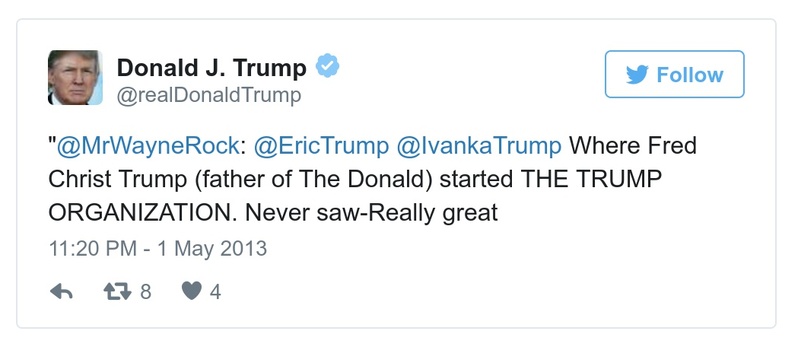 Donald J. Trump
@realDonaldTrump
Follow
"@MrWayneRock: @EricTrump @IvankaTrump Where Fred
Christ Trump (father of The Donald) started THE TRUMP
ORGANIZATION. Never saw-Really great
11:20 PM - 1 May 2013
8 4